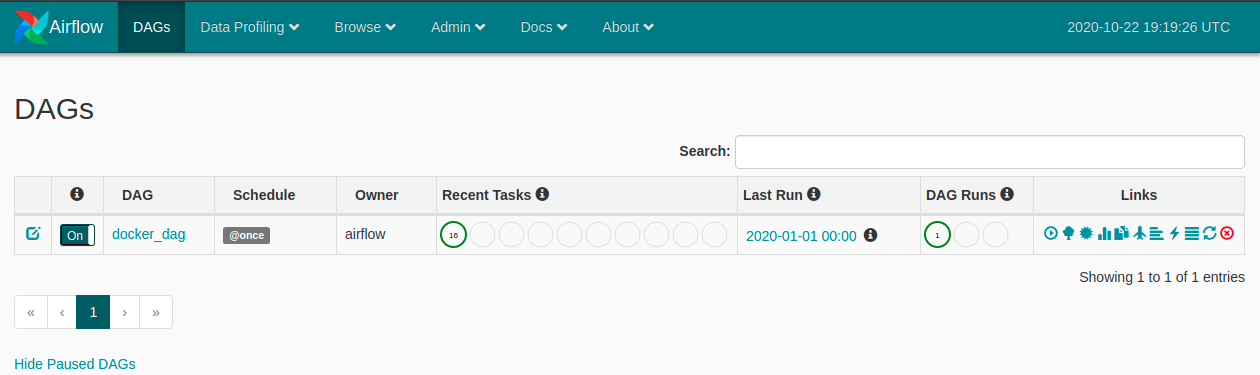 Airflow DAGs Data Profiling Browse Admin Docs About 2020-10-22 19:19:26 UTC
DAGs
Search:
DAG Schedule Owner Recent Tasks Last Run DAG Runs Links
On docker_dag @once airflow 16 2020-01-01 00:00 1
Showing 1 to 1 of 1 entries
« ‹ 1 › »
Hide Paused DAGs